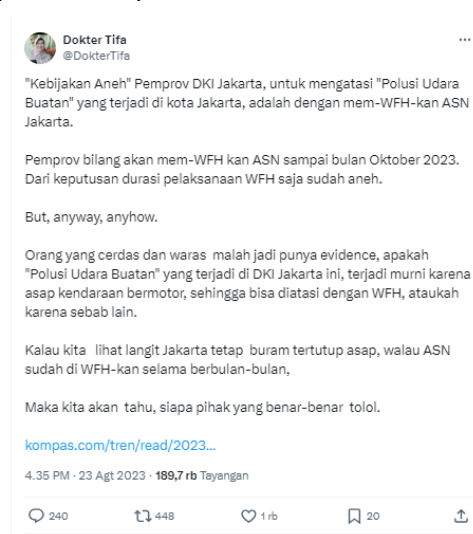 Dokter Tifa
@DokterTifa
"Kebijakan Aneh" Pemprov DKI Jakarta, untuk mengatasi "Polusi Udara
Buatan" yang terjadi di kota Jakarta, adalah dengan mem-WFH-kan ASN
Jakarta.
Pemprov bilang akan mem-WFH kan ASN sampai bulan Oktober 2023.
Dari keputusan durasi pelaksanaan WFH saja sudah aneh.
But, anyway, anyhow.
Orang yang cerdas dan waras malah jadi punya evidence, apakah
"Polusi Udara Buatan" yang terjadi di DKI Jakarta ini, terjadi murni karena
asap kendaraan bermotor, sehingga bisa diatasi dengan WFH, ataukah
karena sebab lain.
Kalau kita lihat langit Jakarta tetap buram tertutup asap, walau ASN
sudah di WFH-kan selama berbulan-bulan,
Maka kita akan tahu, siapa pihak yang benar-benar tolol.
kompas.com/tren/read/2023...
4.35 PM · 23 Agt 2023 · 189,7 rb Tayangan
240 448 1 rb 20